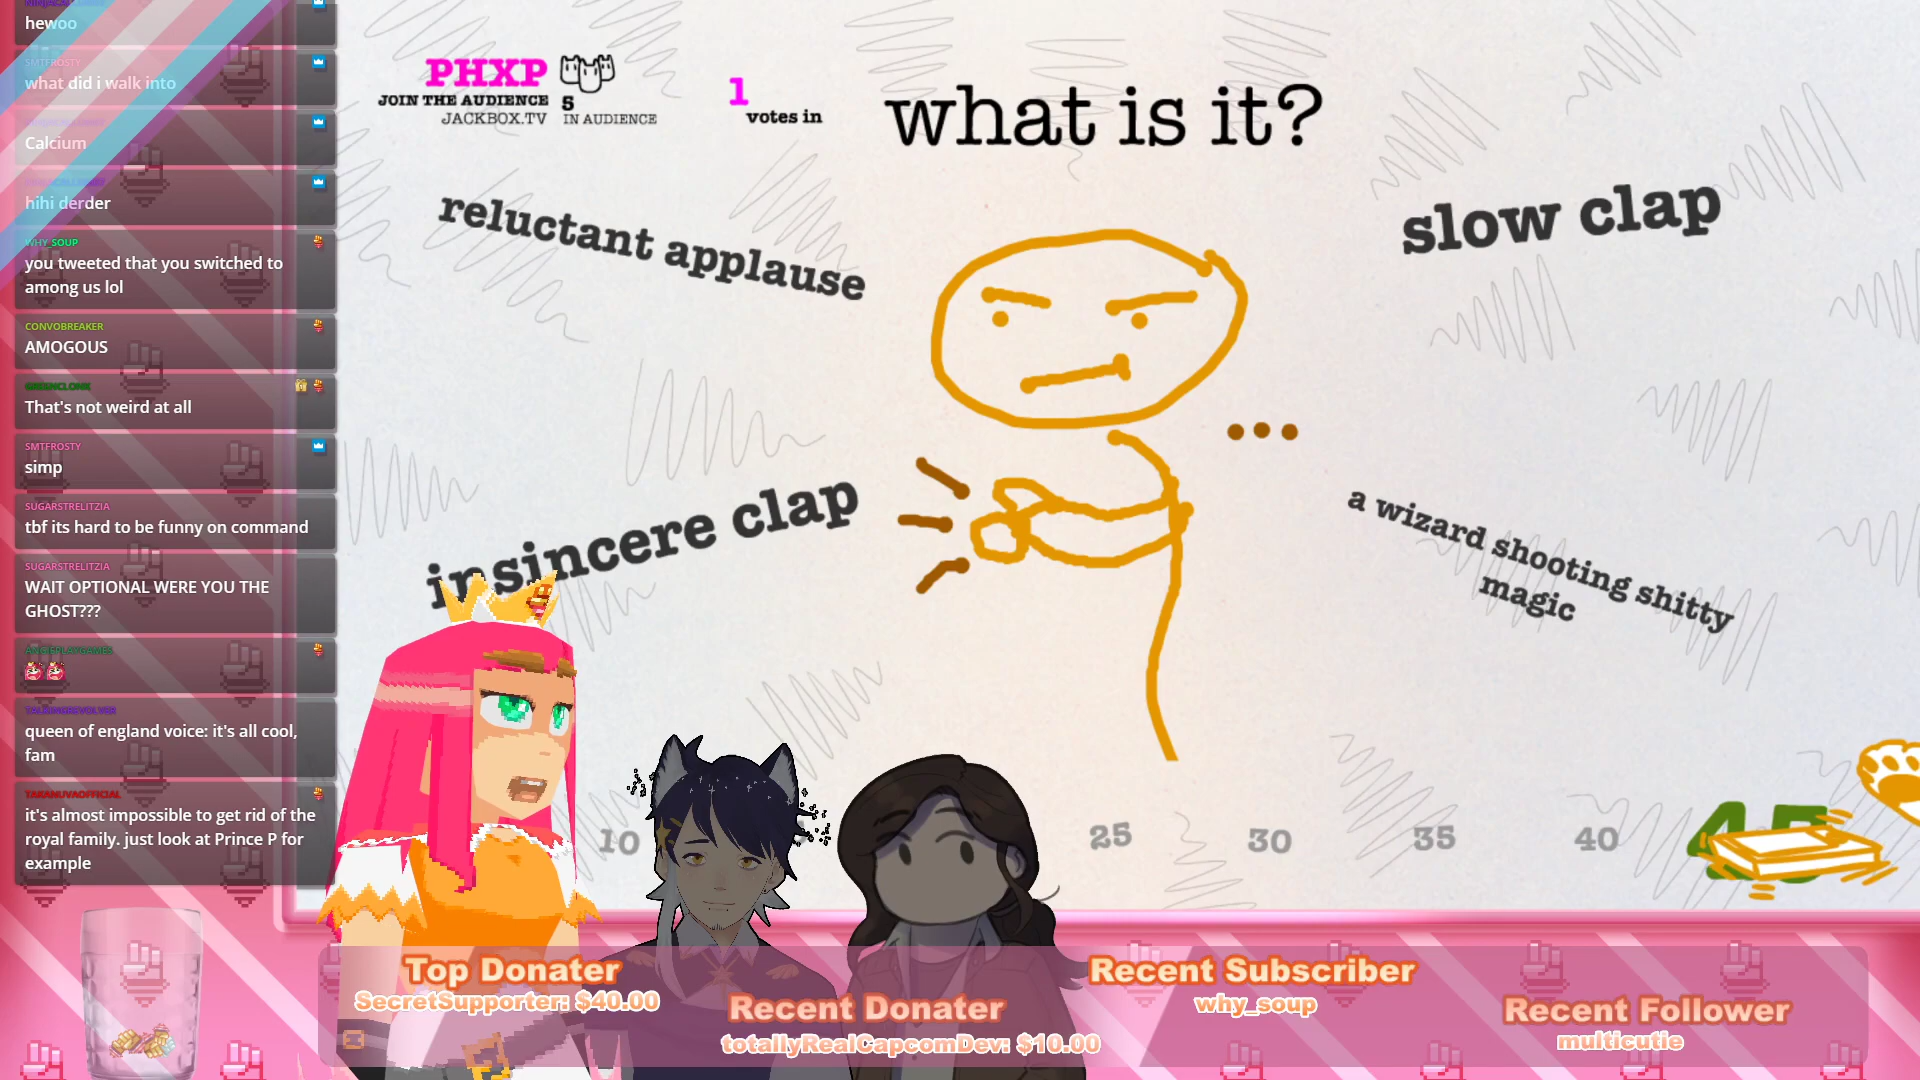 hewoo
SMTFROSTY
what did i walk into
Calcium
hihi derder
WHY_SOUP
you tweeted that you switched to
among us lol
CONVOBREAKER
AMOGOUS
GREENCLONK
That's not weird at all
SMTFROSTY
simp
SUGARSTRELITZIA
tbf its hard to be funny on command
SUGARSTRELITZIA
WAIT OPTIONAL WERE YOU THE
GHOST???
ANGIEPLAYGAMES
queen of england voice: it's all cool,
fam
TAKANUVAOFFICIAL
it's almost impossible to get rid of the
royal family. just look at Prince P for
example
PHXP
JOIN THE AUDIENCE
JACKBOX.TV
5
IN AUDIENCE
1
votes in
what is it?
reluctant applause
slow clap
insincere clap
a wizard shooting shitty
magic
...
10
25
30
35
40
45
Top Donater
SecretSupporter: $40.00
Recent Donater
totallyRealCapcomDev: $10.00
Recent Subscriber
why_soup
Recent Follower
multicutie